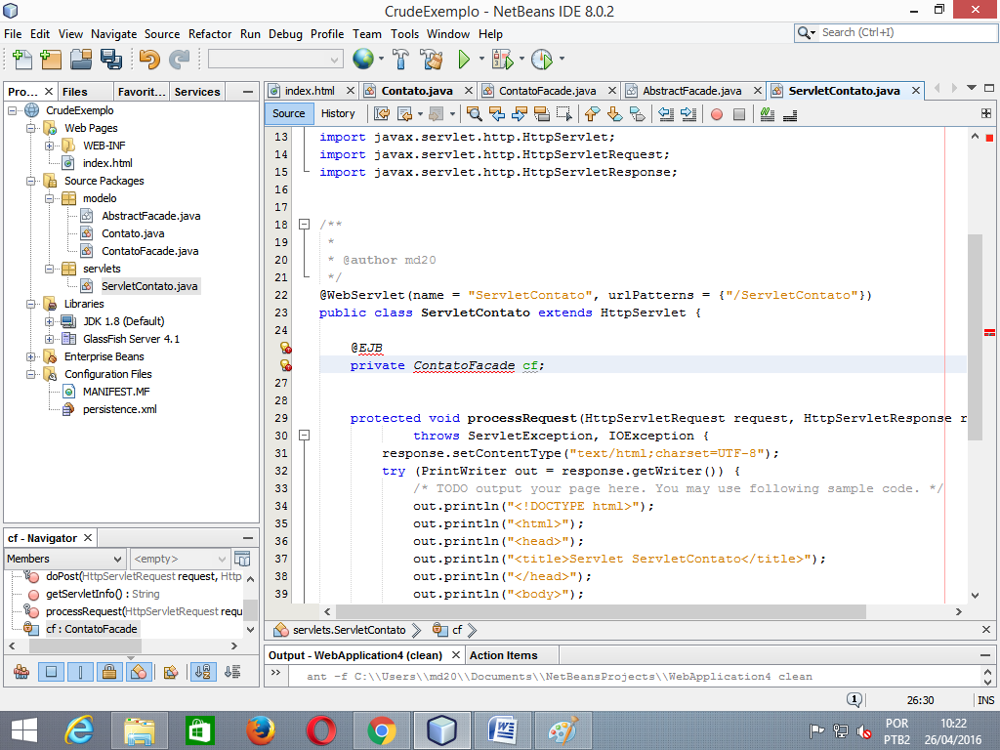 CrudeExemplo - NetBeans IDE 8.0.2
File Edit View Navigate Source Refactor Run Debug Profile Team Tools Window Help
Search (Ctrl+I)
Pro... Files Favorit... Services
CrudeExemplo
Web Pages
WEB-INF
index.html
Source Packages
modelo
AbstractFacade.java
Contato.java
ContatoFacade.java
servlets
ServletContato.java
Libraries
JDK 1.8 (Default)
GlassFish Server 4.1
Enterprise Beans
Configuration Files
MANIFEST.MF
persistence.xml
cf - Navigator
Members <empty>
doPost(HttpServletRequest request, Http
getServletInfo() : String
processRequest(HttpServletRequest requ
cf : ContatoFacade
index.html Contato.java ContatoFacade.java AbstractFacade.java ServletContato.java
Source History
13 import javax.servlet.http.HttpServlet;
14 import javax.servlet.http.HttpServletRequest;
15 import javax.servlet.http.HttpServletResponse;
16
17
18 /**
19 *
20 * @author md20
21 */
22 @WebServlet(name = "ServletContato", urlPatterns = {"/ServletContato"})
23 public class ServletContato extends HttpServlet {
24
@EJB
private ContatoFacade cf;
27
28
29 protected void processRequest(HttpServletRequest request, HttpServletResponse r
30 throws ServletException, IOException {
31 response.setContentType("text/html;charset=UTF-8");
32 try (PrintWriter out = response.getWriter()) {
33 /* TODO output your page here. You may use following sample code. */
34 out.println("<!DOCTYPE html>");
35 out.println("<html>");
36 out.println("<head>");
37 out.println("<title>Servlet ServletContato</title>");
38 out.println("</head>");
39 out.println("<body>");
servlets.ServletContato cf
Output - WebApplication4 (clean) Action Items
ant -f C:\\Users\\md20\\Documents\\NetBeansProjects\\WebApplication4 clean
1 26:30 INS
POR
PTB2
10:22
26/04/2016